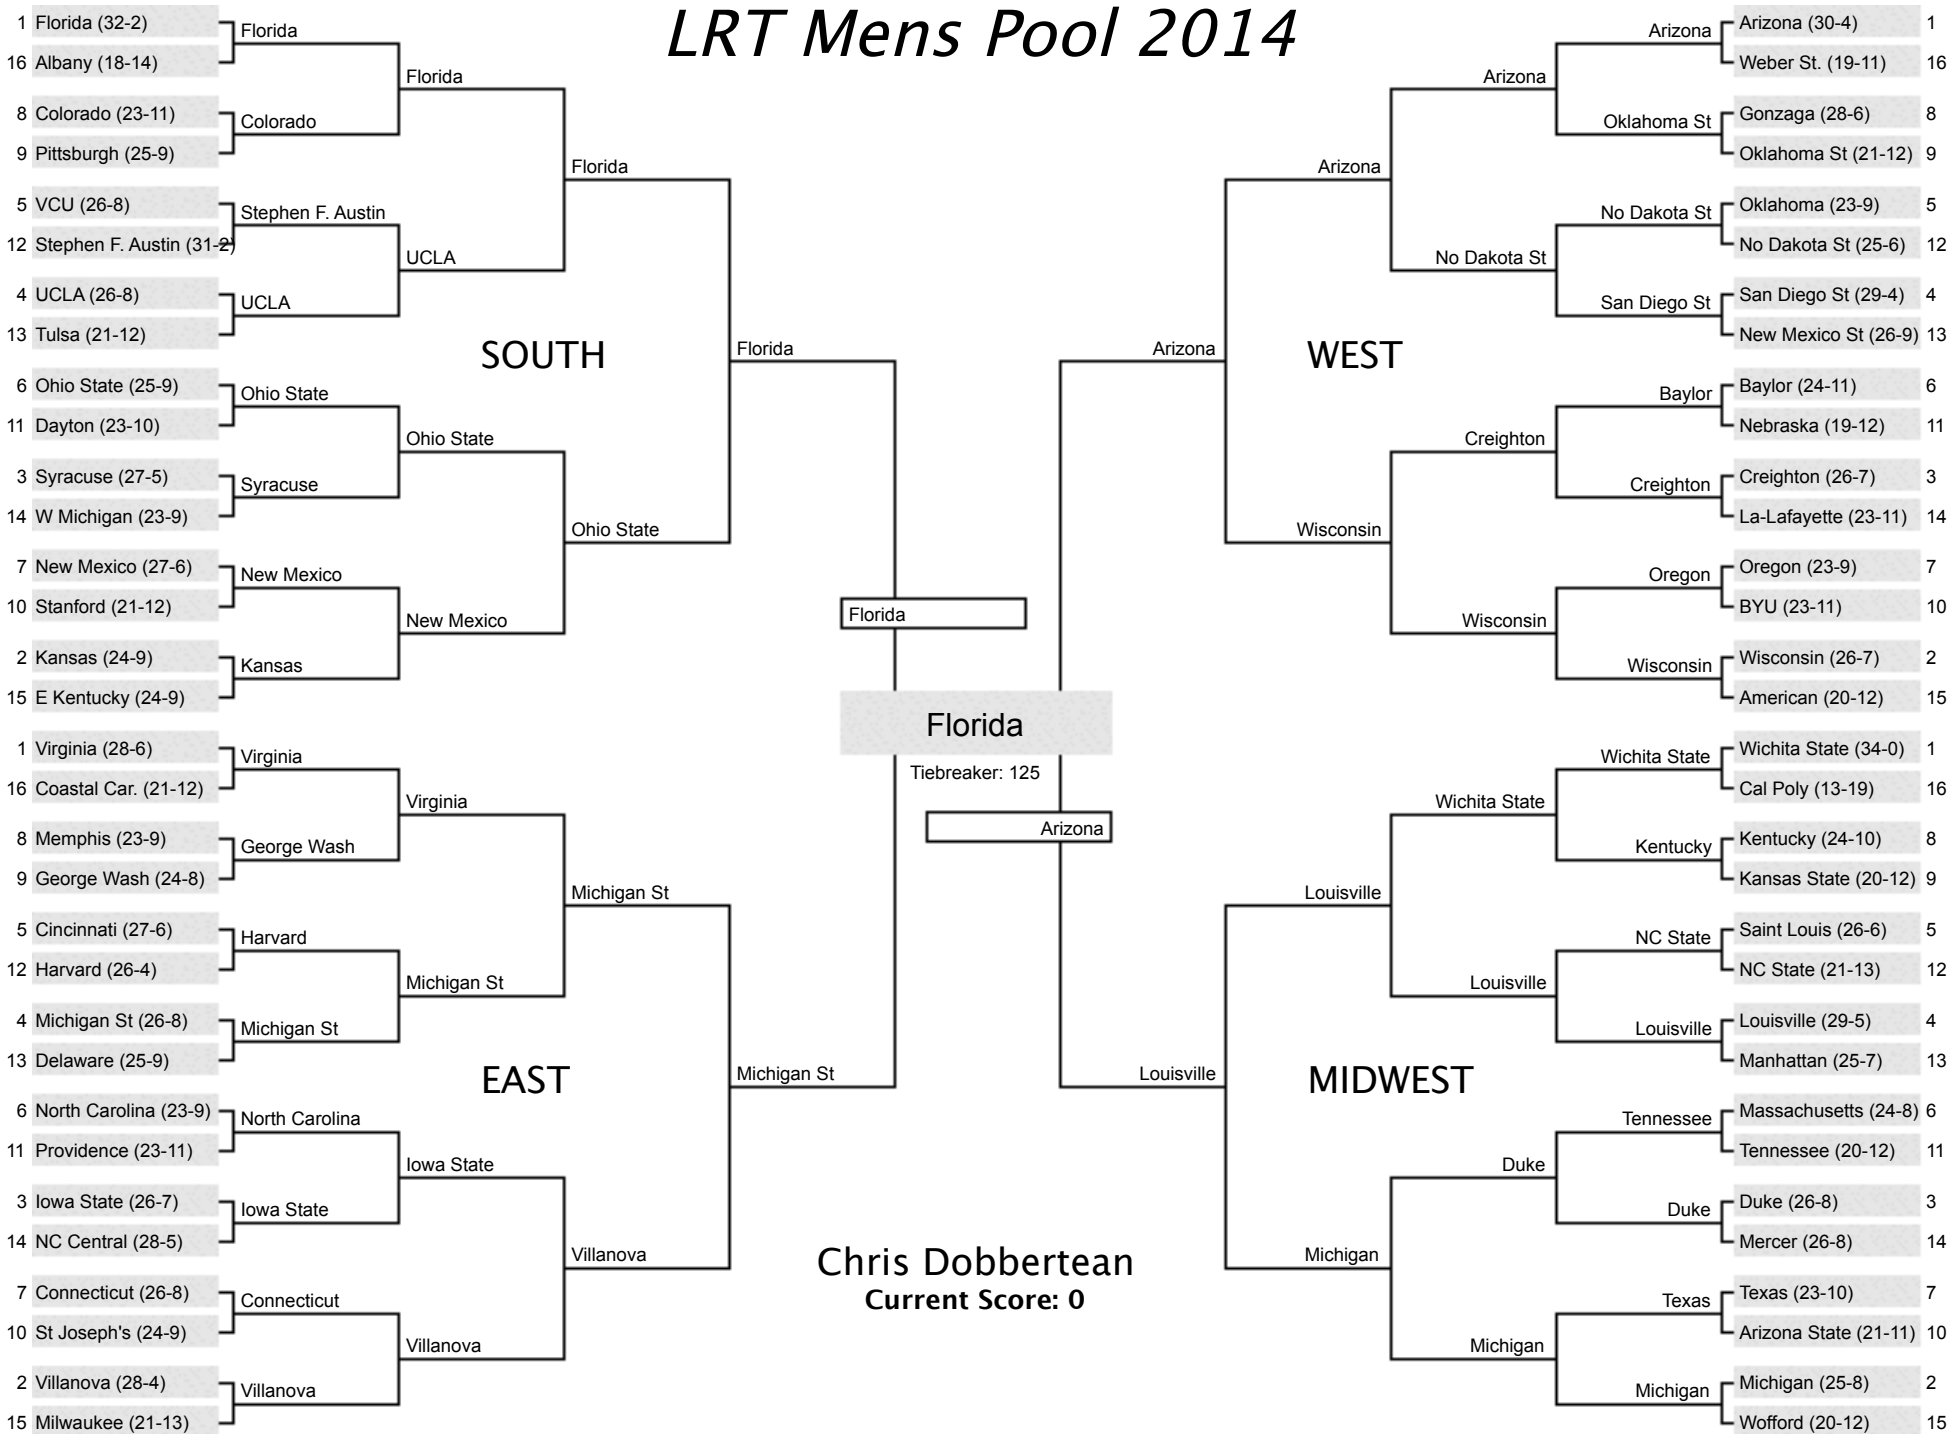 LRT Mens Pool 2014
1 Florida (32-2)
16 Albany (18-14)
8 Colorado (23-11)
9 Pittsburgh (25-9)
5 VCU (26-8)
12 Stephen F. Austin (31-2)
4 UCLA (26-8)
13 Tulsa (21-12)
6 Ohio State (25-9)
11 Dayton (23-10)
3 Syracuse (27-5)
14 W Michigan (23-9)
7 New Mexico (27-6)
10 Stanford (21-12)
2 Kansas (24-9)
15 E Kentucky (24-9)
Florida
Colorado
Stephen F. Austin
UCLA
Ohio State
Syracuse
New Mexico
Kansas
Florida
UCLA
Ohio State
New Mexico
Florida
Ohio State
SOUTH
Florida
1 Virginia (28-6)
16 Coastal Car. (21-12)
8 Memphis (23-9)
9 George Wash (24-8)
5 Cincinnati (27-6)
12 Harvard (26-4)
4 Michigan St (26-8)
13 Delaware (25-9)
6 North Carolina (23-9)
11 Providence (23-11)
3 Iowa State (26-7)
14 NC Central (28-5)
7 Connecticut (26-8)
10 St Joseph's (24-9)
2 Villanova (28-4)
15 Milwaukee (21-13)
Virginia
George Wash
Harvard
Michigan St
North Carolina
Iowa State
Connecticut
Villanova
Virginia
Michigan St
Iowa State
Villanova
Michigan St
Villanova
EAST
Michigan St
Florida
Florida
Tiebreaker: 125
Arizona
Chris Dobbertean
Current Score: 0
Arizona
WEST
Arizona
Wisconsin
Arizona
No Dakota St
Creighton
Wisconsin
Arizona
Oklahoma St
No Dakota St
San Diego St
Baylor
Creighton
Oregon
Wisconsin
Arizona (30-4) 1
Weber St. (19-11) 16
Gonzaga (28-6) 8
Oklahoma St (21-12) 9
Oklahoma (23-9) 5
No Dakota St (25-6) 12
San Diego St (29-4) 4
New Mexico St (26-9) 13
Baylor (24-11) 6
Nebraska (19-12) 11
Creighton (26-7) 3
La-Lafayette (23-11) 14
Oregon (23-9) 7
BYU (23-11) 10
Wisconsin (26-7) 2
American (20-12) 15
Louisville
MIDWEST
Louisville
Michigan
Wichita State
Louisville
Duke
Michigan
Wichita State
Kentucky
NC State
Louisville
Tennessee
Duke
Texas
Michigan
Wichita State (34-0) 1
Cal Poly (13-19) 16
Kentucky (24-10) 8
Kansas State (20-12) 9
Saint Louis (26-6) 5
NC State (21-13) 12
Louisville (29-5) 4
Manhattan (25-7) 13
Massachusetts (24-8) 6
Tennessee (20-12) 11
Duke (26-8) 3
Mercer (26-8) 14
Texas (23-10) 7
Arizona State (21-11) 10
Michigan (25-8) 2
Wofford (20-12) 15